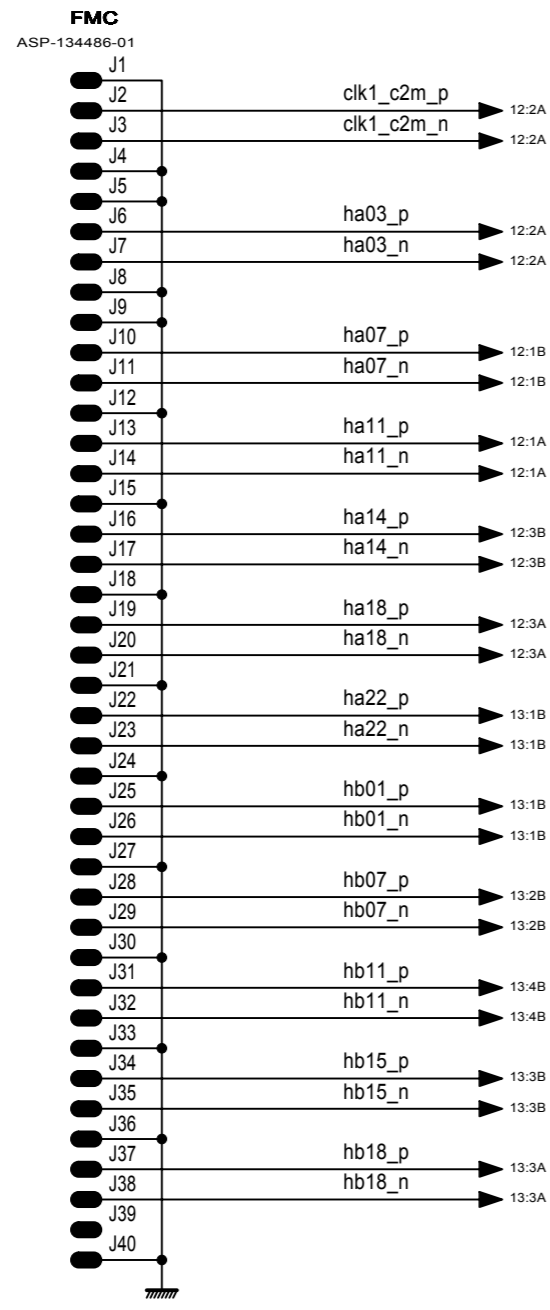 FMC
ASP-134486-01
J1
J2 clk1_c2m_p 12:2A
J3 clk1_c2m_n 12:2A
J4
J5
J6 ha03_p 12:2A
J7 ha03_n 12:2A
J8
J9
J10 ha07_p 12:1B
J11 ha07_n 12:1B
J12
J13 ha11_p 12:1A
J14 ha11_n 12:1A
J15
J16 ha14_p 12:3B
J17 ha14_n 12:3B
J18
J19 ha18_p 12:3A
J20 ha18_n 12:3A
J21
J22 ha22_p 13:1B
J23 ha22_n 13:1B
J24
J25 hb01_p 13:1B
J26 hb01_n 13:1B
J27
J28 hb07_p 13:2B
J29 hb07_n 13:2B
J30
J31 hb11_p 13:4B
J32 hb11_n 13:4B
J33
J34 hb15_p 13:3B
J35 hb15_n 13:3B
J36
J37 hb18_p 13:3A
J38 hb18_n 13:3A
J39
J40